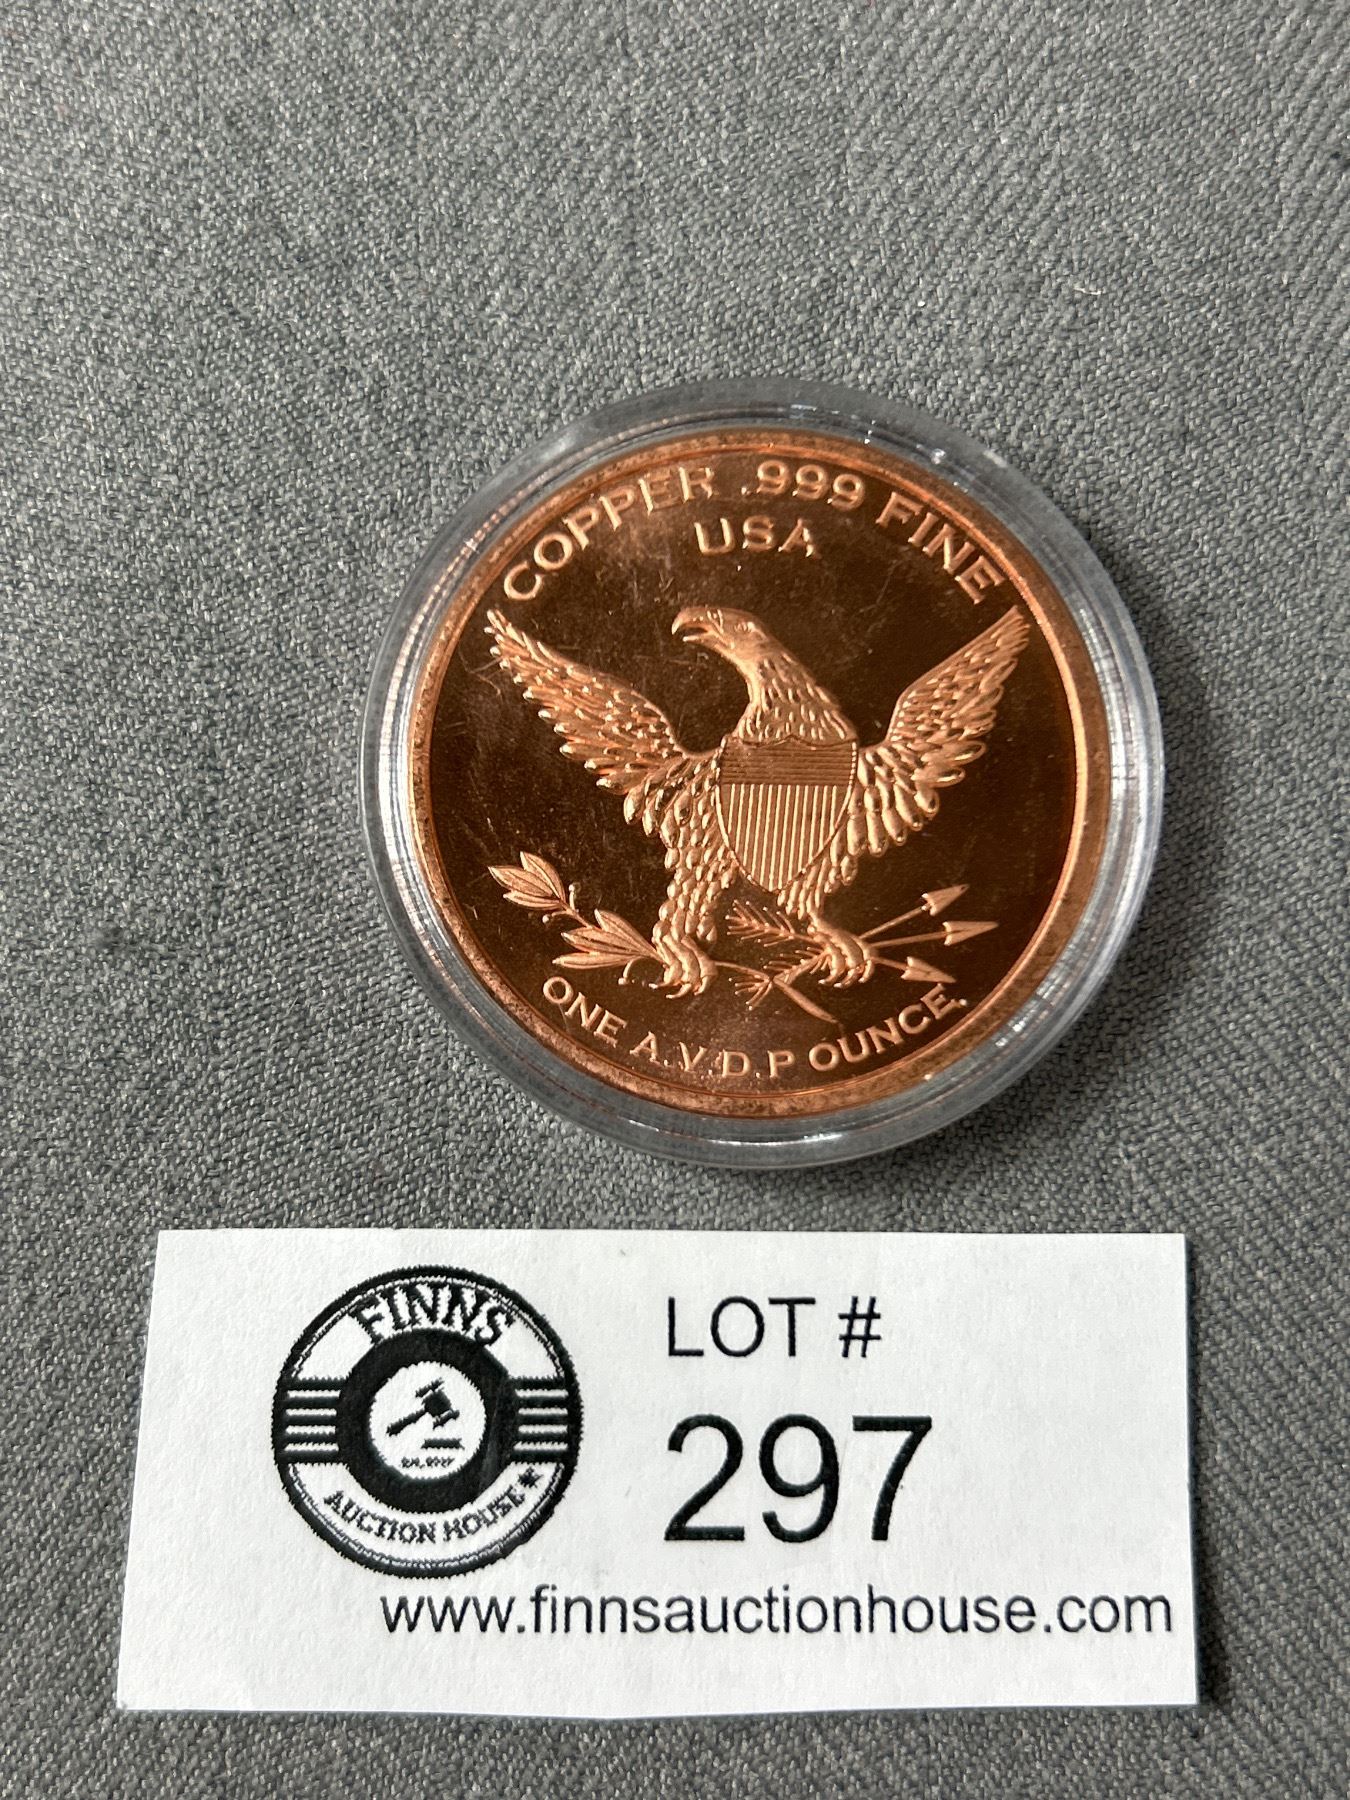 COPPER .999 FINE
USA
ONE A.V.D.P OUNCE.
FINNS
AUCTION HOUSE
LOT #
297
www.finnsauctionhouse.com